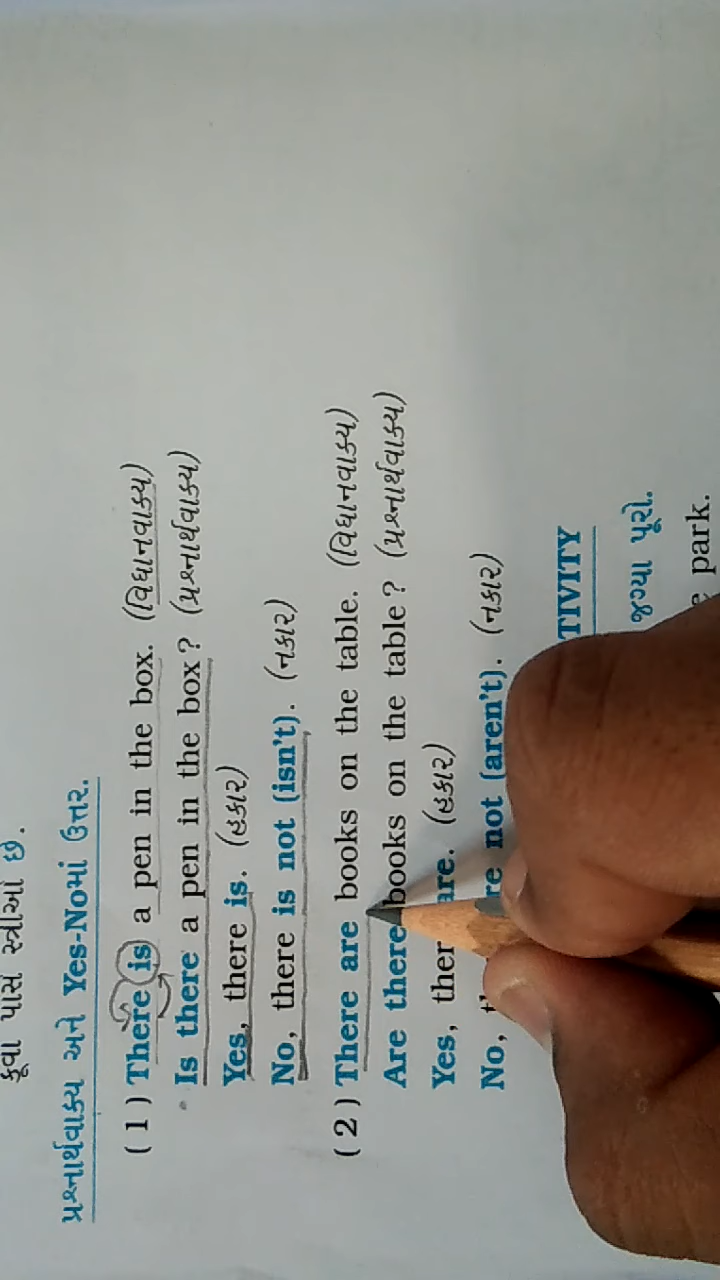 કૂવા પાસે સ્ત્રીઓ છે.
પ્રશ્નાર્થવાક્ય અને Yes-Noમાં ઉત્તર.
(1) There is a pen in the box. (વિધાનવાક્ય)
Is there a pen in the box? (પ્રશ્નાર્થવાક્ય)
Yes, there is. (હકાર)
No, there is not (isn't). (નકાર)
(2) There are books on the table. (વિધાનવાક્ય)
Are there books on the table? (પ્રશ્નાર્થવાક્ય)
Yes, are. (હકાર)
No, not (aren't). (નકાર)
TIVITY
જગ્યા પૂરો.
park.